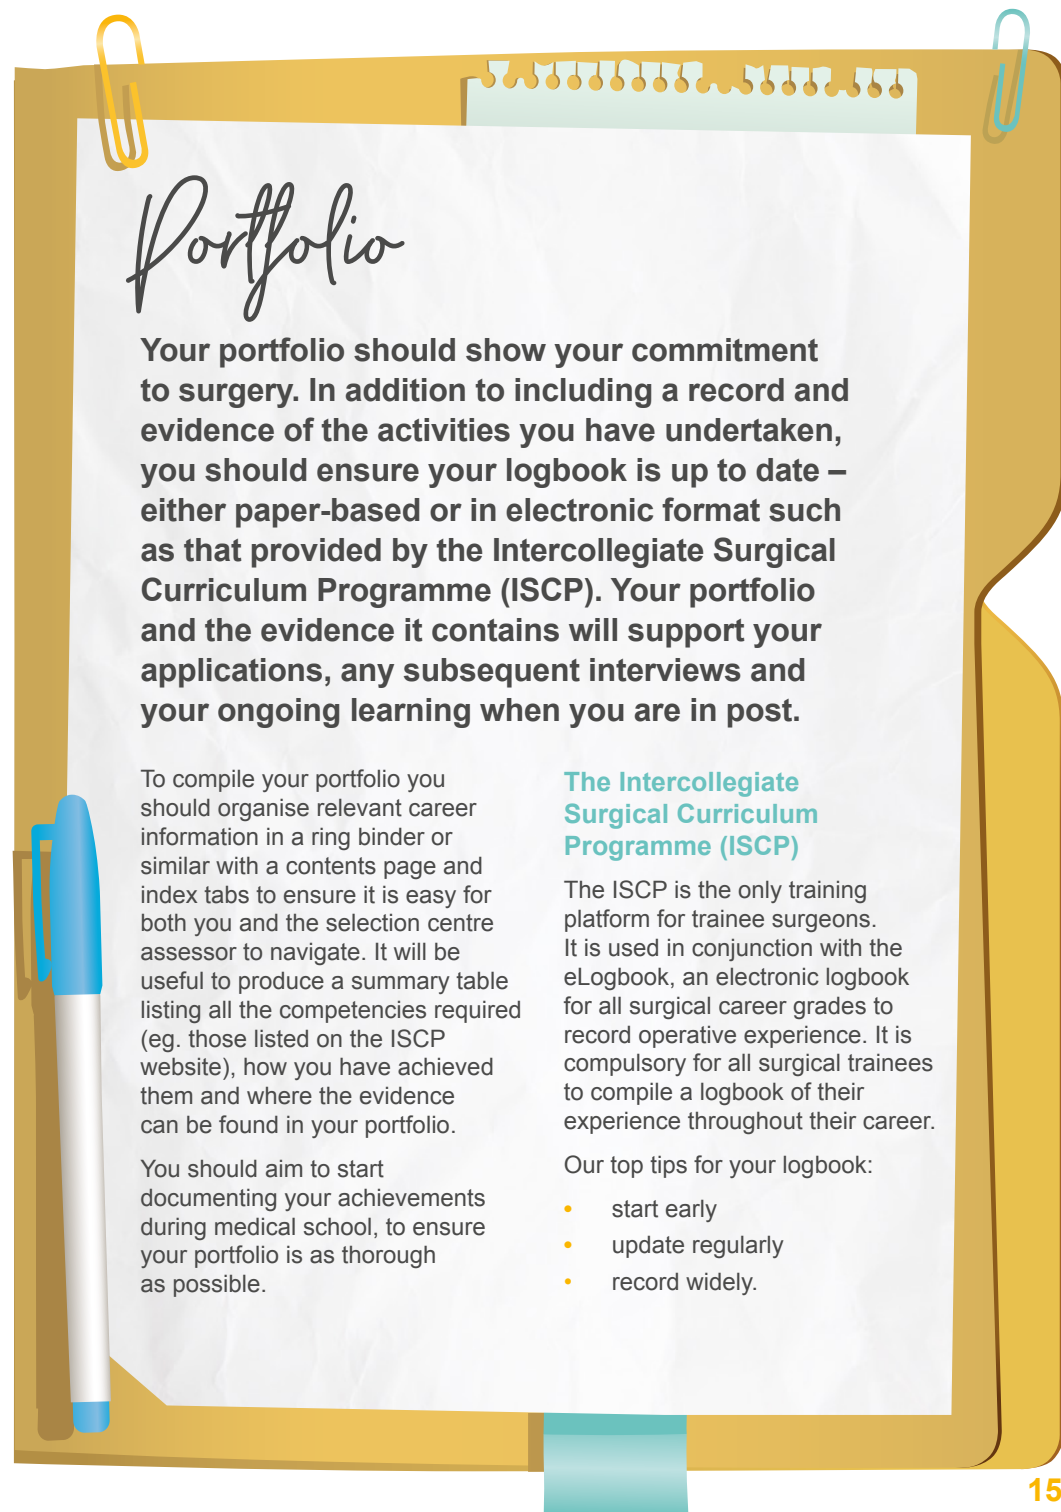 Portfolio
Your portfolio should show your commitment
to surgery. In addition to including a record and
evidence of the activities you have undertaken,
you should ensure your logbook is up to date –
either paper-based or in electronic format such
as that provided by the Intercollegiate Surgical
Curriculum Programme (ISCP). Your portfolio
and the evidence it contains will support your
applications, any subsequent interviews and
your ongoing learning when you are in post.
To compile your portfolio you
should organise relevant career
information in a ring binder or
similar with a contents page and
index tabs to ensure it is easy for
both you and the selection centre
assessor to navigate. It will be
useful to produce a summary table
listing all the competencies required
(eg. those listed on the ISCP
website), how you have achieved
them and where the evidence
can be found in your portfolio.
You should aim to start
documenting your achievements
during medical school, to ensure
your portfolio is as thorough
as possible.
The Intercollegiate
Surgical Curriculum
Programme (ISCP)
The ISCP is the only training
platform for trainee surgeons.
It is used in conjunction with the
eLogbook, an electronic logbook
for all surgical career grades to
record operative experience. It is
compulsory for all surgical trainees
to compile a logbook of their
experience throughout their career.
Our top tips for your logbook:
• start early
• update regularly
• record widely.
15